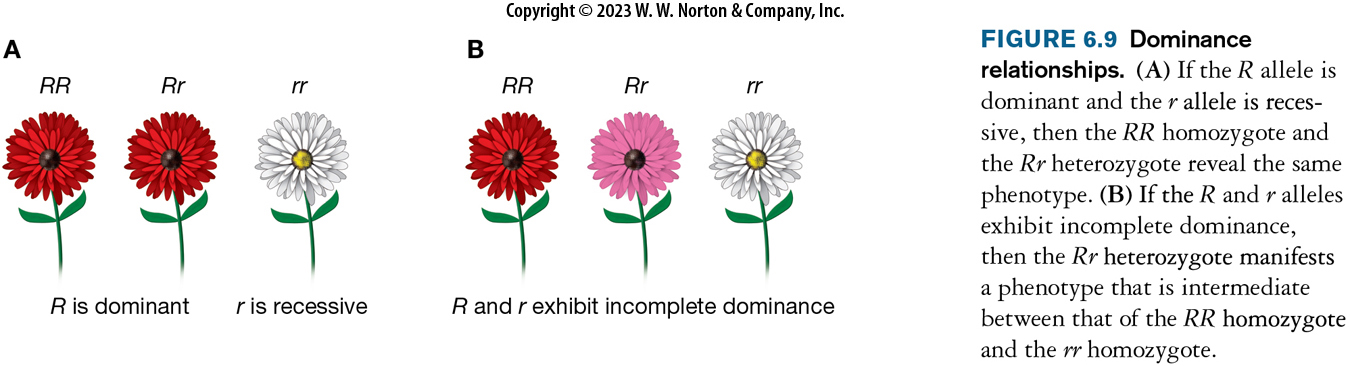 Copyright © 2023 W. W. Norton & Company, Inc.
A
RR Rr rr
R is dominant r is recessive
B
RR Rr rr
R and r exhibit incomplete dominance
FIGURE 6.9 Dominance
relationships. (A) If the R allele is
dominant and the r allele is reces-
sive, then the RR homozygote and
the Rr heterozygote reveal the same
phenotype. (B) If the R and r alleles
exhibit incomplete dominance,
then the Rr heterozygote manifests
a phenotype that is intermediate
between that of the RR homozygote
and the rr homozygote.